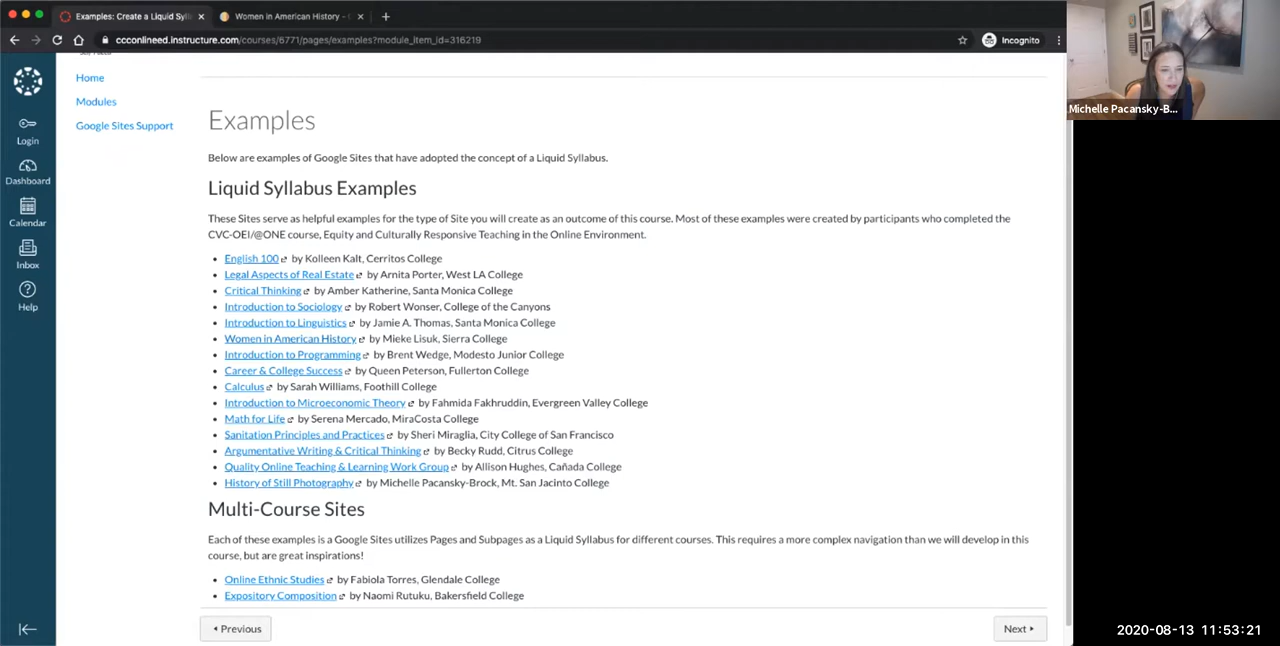 Examples: Create a Liquid Syll
Women in American History -
ccconlineed.instructure.com/courses/6771/pages/examples?module_item_id=316219
Incognito
Michelle Pacansky-B...
Login
Dashboard
Calendar
Inbox
Help
Home
Modules
Google Sites Support
Examples
Below are examples of Google Sites that have adopted the concept of a Liquid Syllabus.
Liquid Syllabus Examples
These Sites serve as helpful examples for the type of Site you will create as an outcome of this course. Most of these examples were created by participants who completed the
CVC-OEI/@ONE course, Equity and Culturally Responsive Teaching in the Online Environment.
• English 100 by Kolleen Kalt, Cerritos College
• Legal Aspects of Real Estate by Arnita Porter, West LA College
• Critical Thinking by Amber Katherine, Santa Monica College
• Introduction to Sociology by Robert Wonser, College of the Canyons
• Introduction to Linguistics by Jamie A. Thomas, Santa Monica College
• Women in American History by Mieke Lisuk, Sierra College
• Introduction to Programming by Brent Wedge, Modesto Junior College
• Career & College Success by Queen Peterson, Fullerton College
• Calculus by Sarah Williams, Foothill College
• Introduction to Microeconomic Theory by Fahmida Fakhruddin, Evergreen Valley College
• Math for Life by Serena Mercado, MiraCosta College
• Sanitation Principles and Practices by Sheri Miraglia, City College of San Francisco
• Argumentative Writing & Critical Thinking by Becky Rudd, Citrus College
• Quality Online Teaching & Learning Work Group by Allison Hughes, Cañada College
• History of Still Photography by Michelle Pacansky-Brock, Mt. San Jacinto College
Multi-Course Sites
Each of these examples is a Google Sites utilizes Pages and Subpages as a Liquid Syllabus for different courses. This requires a more complex navigation than we will develop in this
course, but are great inspirations!
• Online Ethnic Studies by Fabiola Torres, Glendale College
• Expository Composition by Naomi Rutuku, Bakersfield College
Previous
Next
2020-08-13 11:53:21